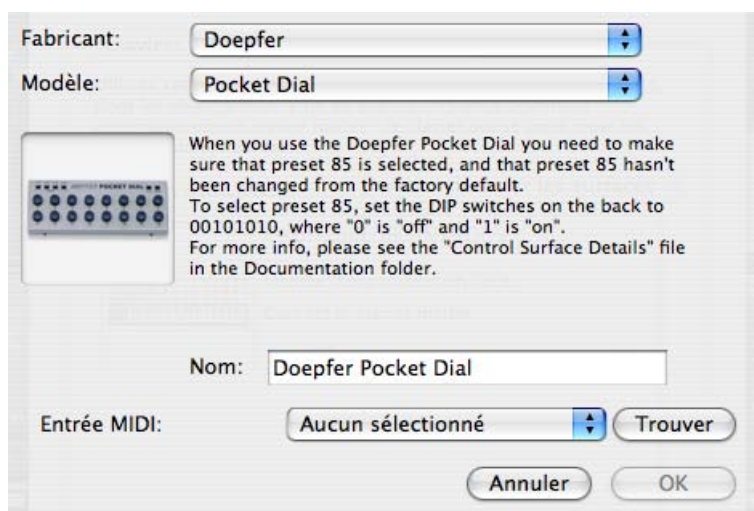 Fabricant: Doepfer
Modèle: Pocket Dial
When you use the Doepfer Pocket Dial you need to make
sure that preset 85 is selected, and that preset 85 hasn't
been changed from the factory default.
To select preset 85, set the DIP switches on the back to
00101010, where "0" is "off" and "1" is "on".
For more info, please see the "Control Surface Details" file
in the Documentation folder.
POCKET DIAL
Nom: Doepfer Pocket Dial
Entrée MIDI: Aucun sélectionné Trouver
Annuler OK